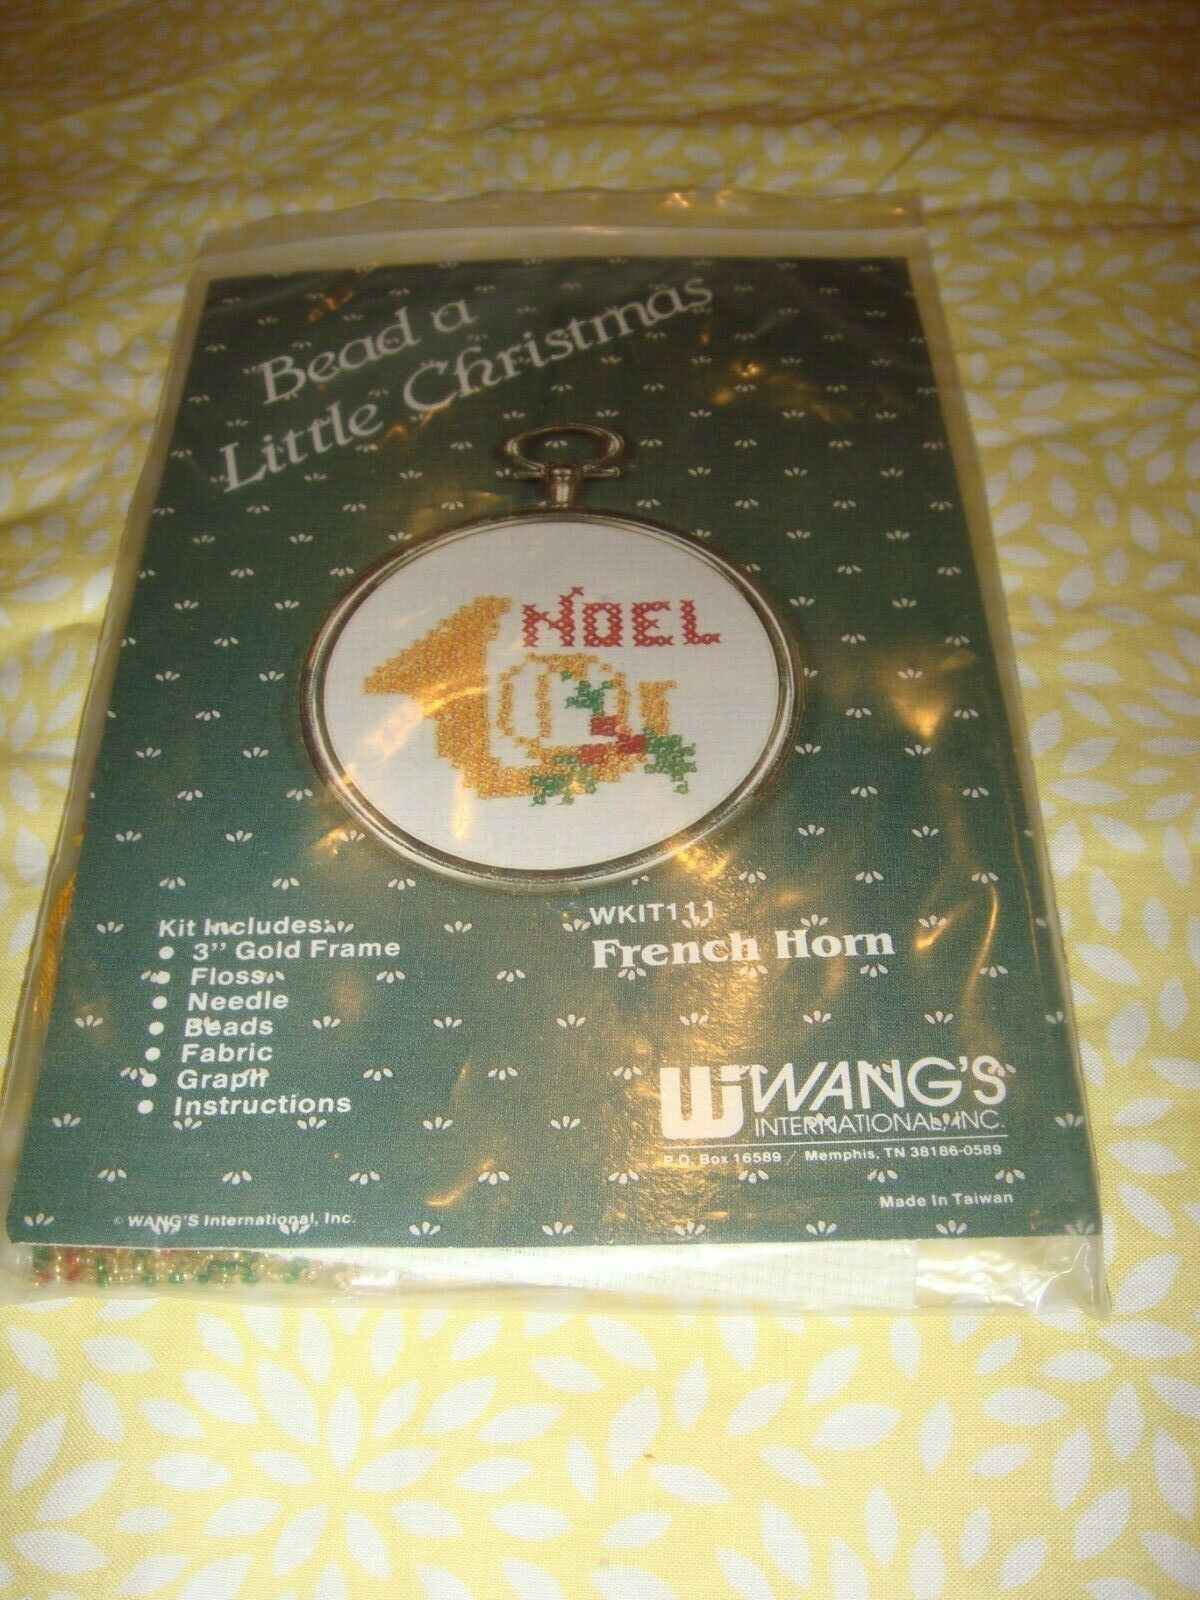 Bead a
Little Christmas
NOEL
Kit Includes:
• 3" Gold Frame
• Floss
• Needle
• Beads
• Fabric
• Graph
• Instructions
WKIT111
French Horn
Wi WANG'S
INTERNATIONAL, INC.
P.O. Box 16589 / Memphis, TN 38186-0589
Made In Taiwan
© WANG'S International, Inc.